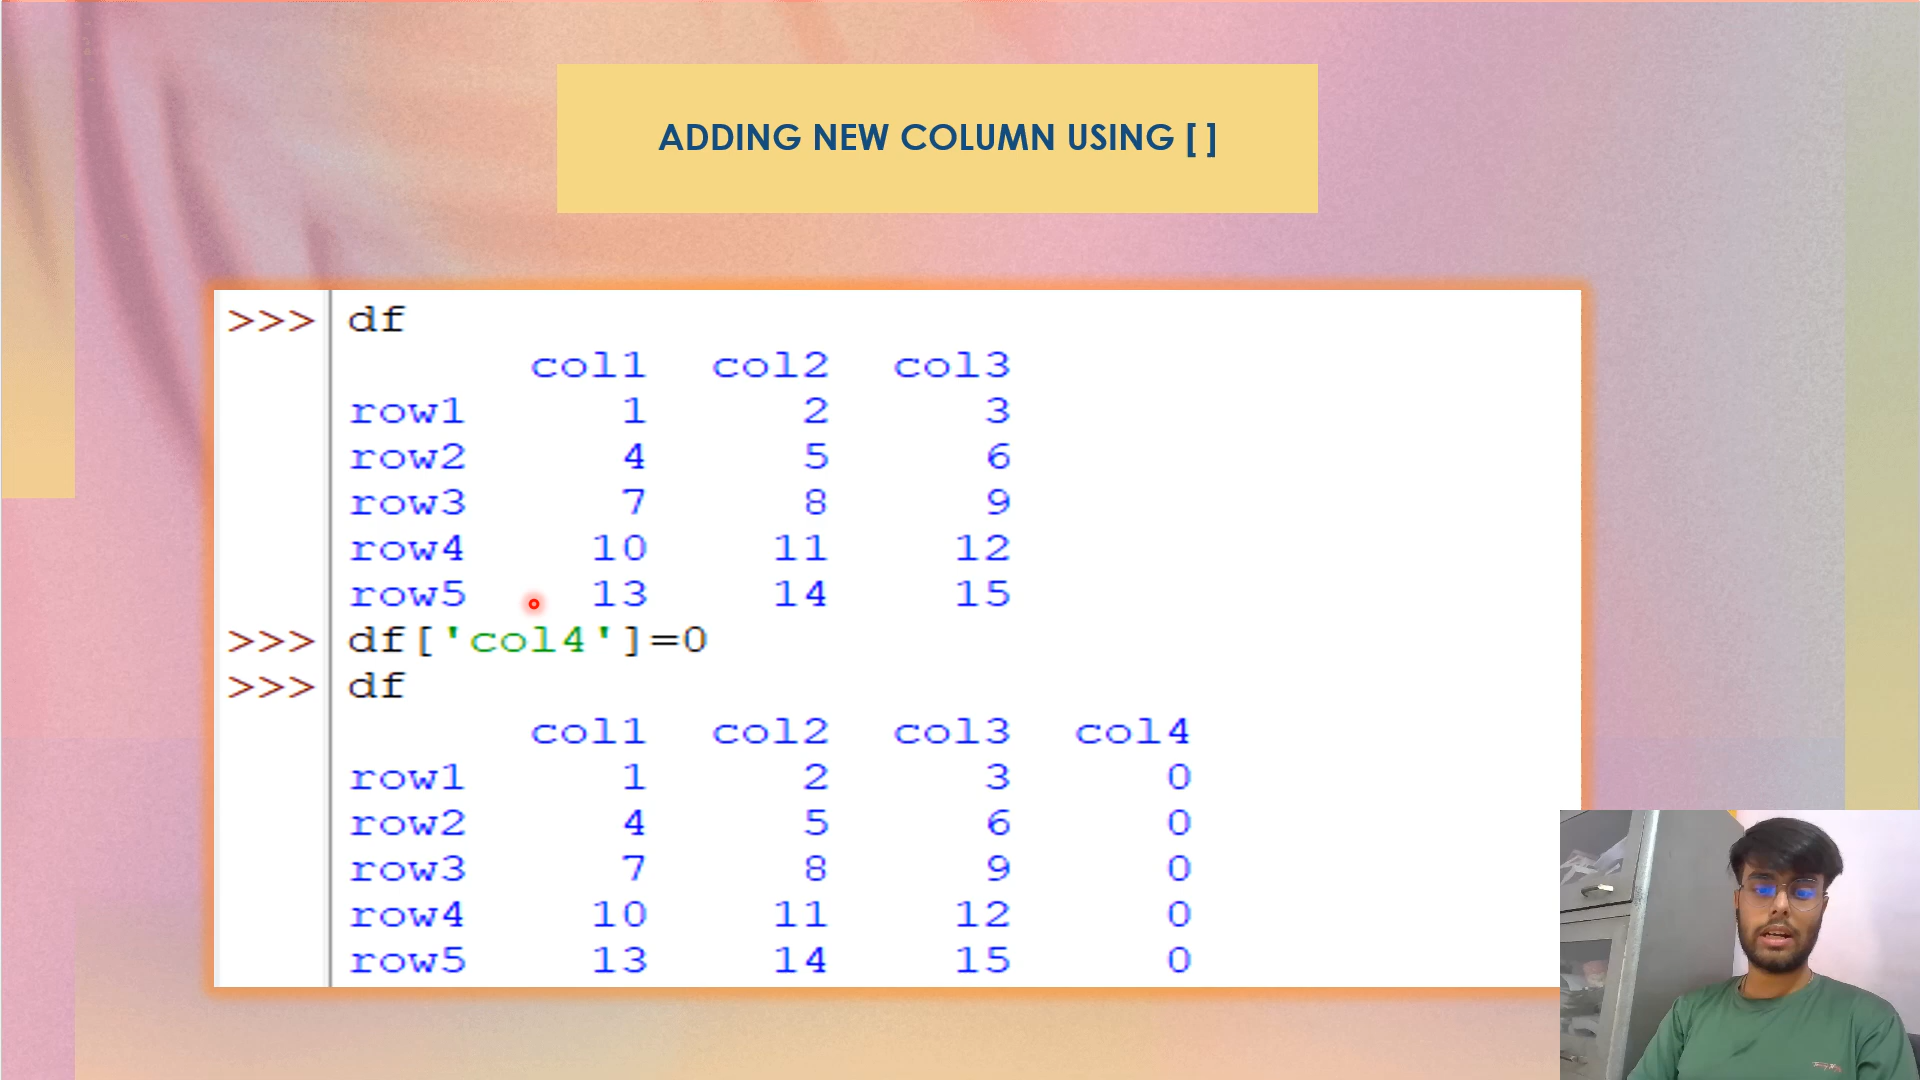 ADDING NEW COLUMN USING [ ]
>>> df
col1 col2 col3
row1 1 2 3
row2 4 5 6
row3 7 8 9
row4 10 11 12
row5 13 14 15
>>> df['col4']=0
>>> df
col1 col2 col3 col4
row1 1 2 3 0
row2 4 5 6 0
row3 7 8 9 0
row4 10 11 12 0
row5 13 14 15 0